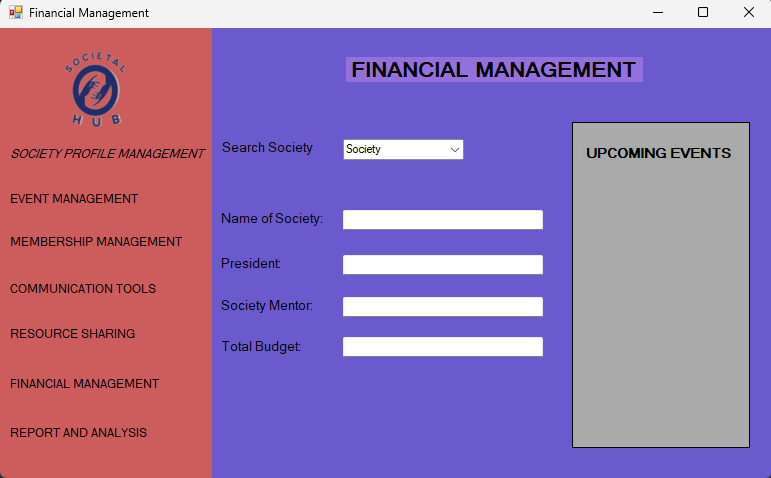 Financial Management
SOCIETAL
HUB
SOCIETY PROFILE MANAGEMENT
EVENT MANAGEMENT
MEMBERSHIP MANAGEMENT
COMMUNICATION TOOLS
RESOURCE SHARING
FINANCIAL MANAGEMENT
REPORT AND ANALYSIS
FINANCIAL MANAGEMENT
Search Society
Society
Name of Society:
President:
Society Mentor:
Total Budget:
UPCOMING EVENTS